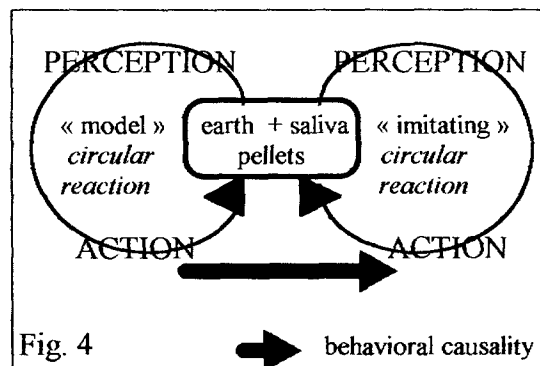 PERCEPTION PERCEPTION
« model » earth + saliva « imitating »
circular pellets circular
reaction reaction
ACTION ACTION
Fig. 4 behavioral causality